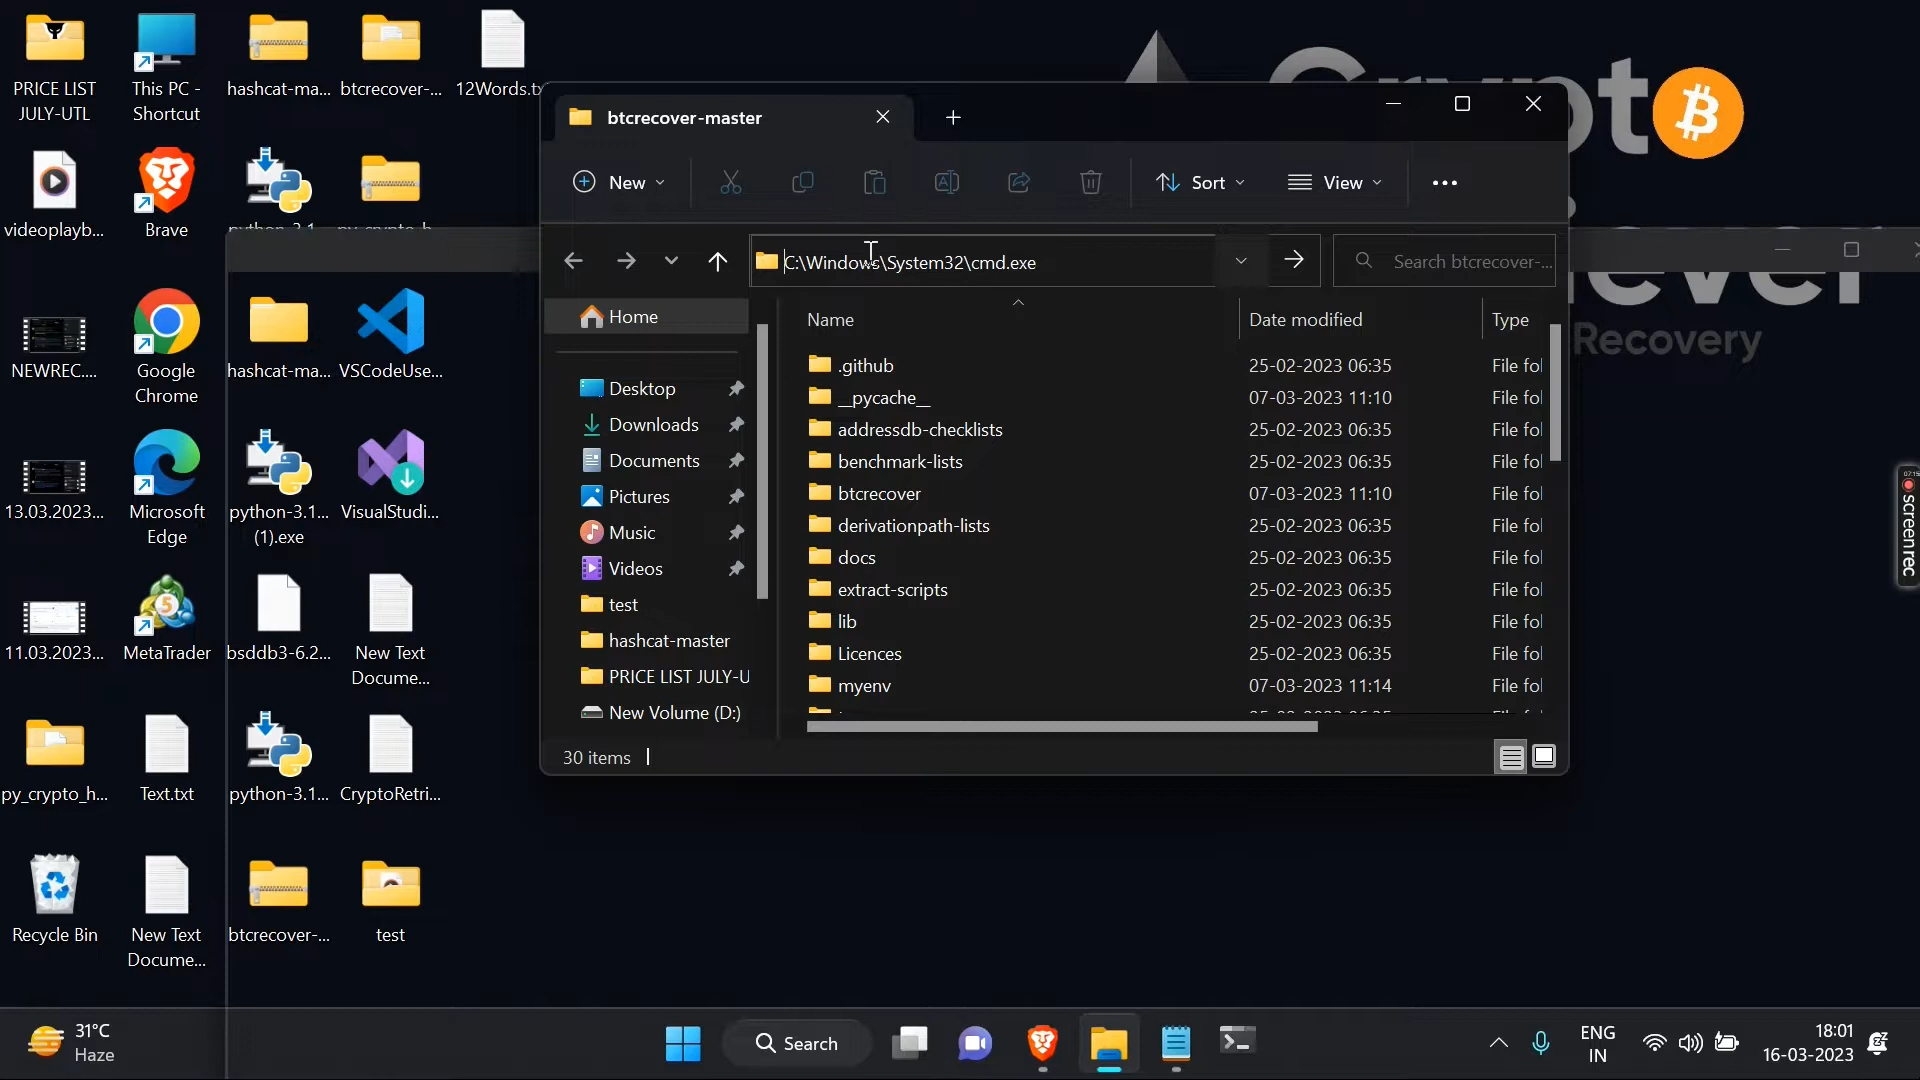 PRICE LIST
JULY-UTL
This PC -
Shortcut
hashcat-ma...
btcrecover-...
12Words.tx
videoplayb...
Brave
NEWREC....
Google
Chrome
hashcat-ma...
VSCodeUse...
13.03.2023...
Microsoft
Edge
python-3.1...
(1).exe
VisualStudi...
11.03.2023...
MetaTrader
bsddb3-6.2...
New Text
Docume...
py_crypto_h...
Text.txt
python-3.1...
CryptoRetri...
Recycle Bin
New Text
Docume...
btcrecover-...
test
btcrecover-master
New
Sort
View
C:\Windows\System32\cmd.exe
Search btcrecover-...
Home
Desktop
Downloads
Documents
Pictures
Music
Videos
test
hashcat-master
PRICE LIST JULY-U
New Volume (D:)
Name Date modified Type
.github 25-02-2023 06:35 File fol
__pycache__ 07-03-2023 11:10 File fol
addressdb-checklists 25-02-2023 06:35 File fol
benchmark-lists 25-02-2023 06:35 File fol
btcrecover 07-03-2023 11:10 File fol
derivationpath-lists 25-02-2023 06:35 File fol
docs 25-02-2023 06:35 File fol
extract-scripts 25-02-2023 06:35 File fol
lib 25-02-2023 06:35 File fol
Licences 25-02-2023 06:35 File fol
myenv 07-03-2023 11:14 File fol
30 items
Recovery
screenrec
31°C
Haze
Search
ENG
IN
18:01
16-03-2023